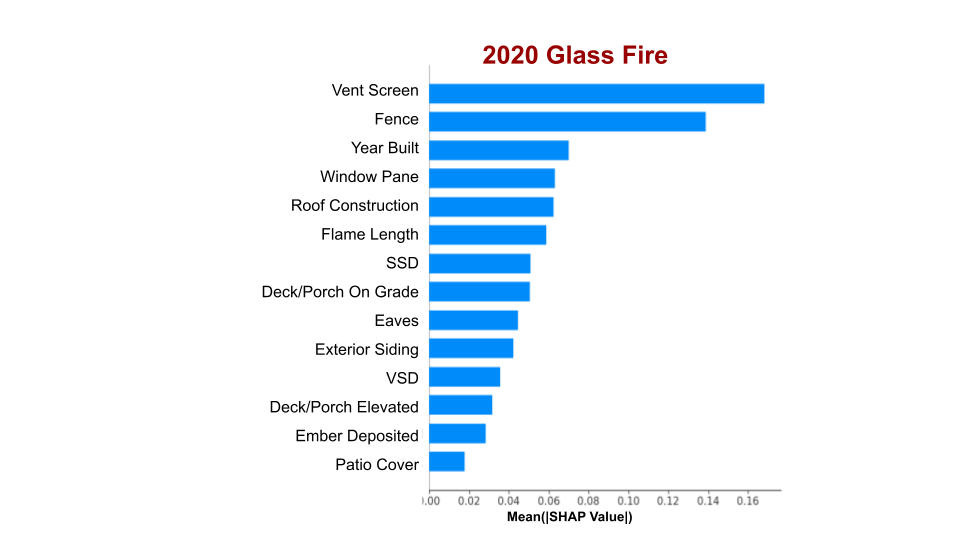 2020 Glass Fire
Vent Screen
Fence
Year Built
Window Pane
Roof Construction
Flame Length
SSD
Deck/Porch On Grade
Eaves
Exterior Siding
VSD
Deck/Porch Elevated
Ember Deposited
Patio Cover
.00 0.02 0.04 0.06 0.08 0.10 0.12 0.14 0.16
Mean(|SHAP Value|)